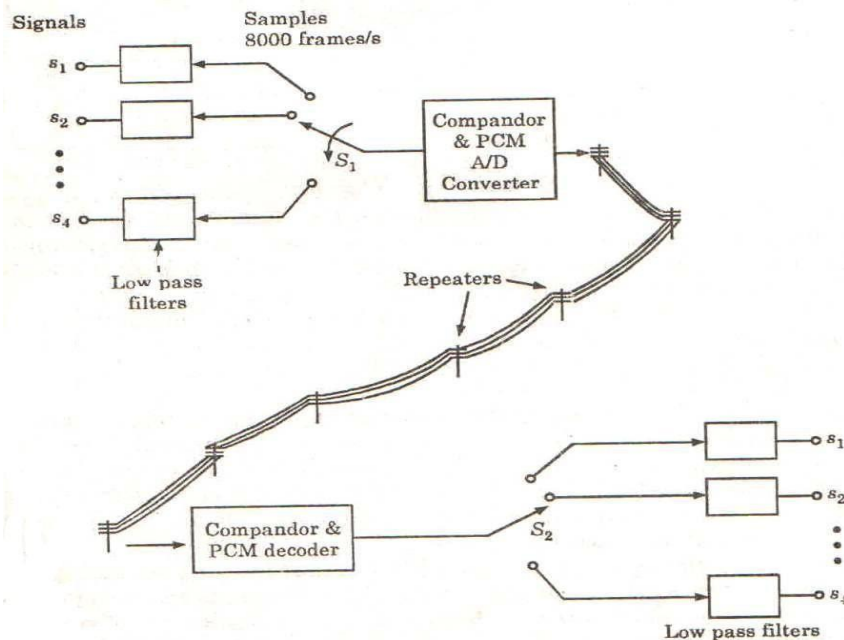 Signals
Samples
8000 frames/s
s1
s2
s4
S1
Compandor
& PCM
A/D
Converter
Low pass
filters
Repeaters
Compandor &
PCM decoder
S2
s1
s2
s4
Low pass filters